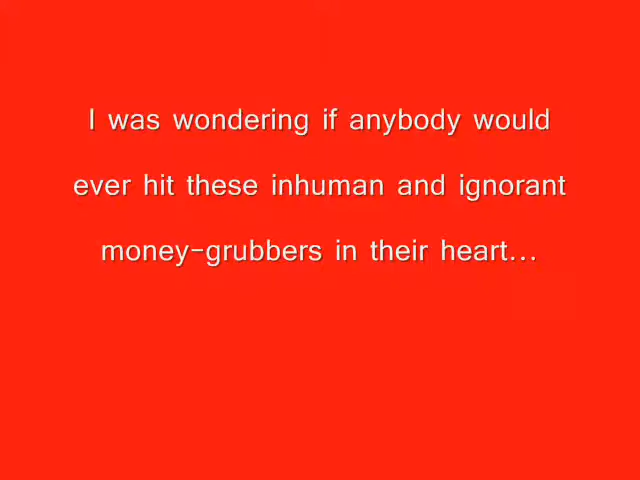 I was wondering if anybody would
ever hit these inhuman and ignorant
money-grubbers in their heart...